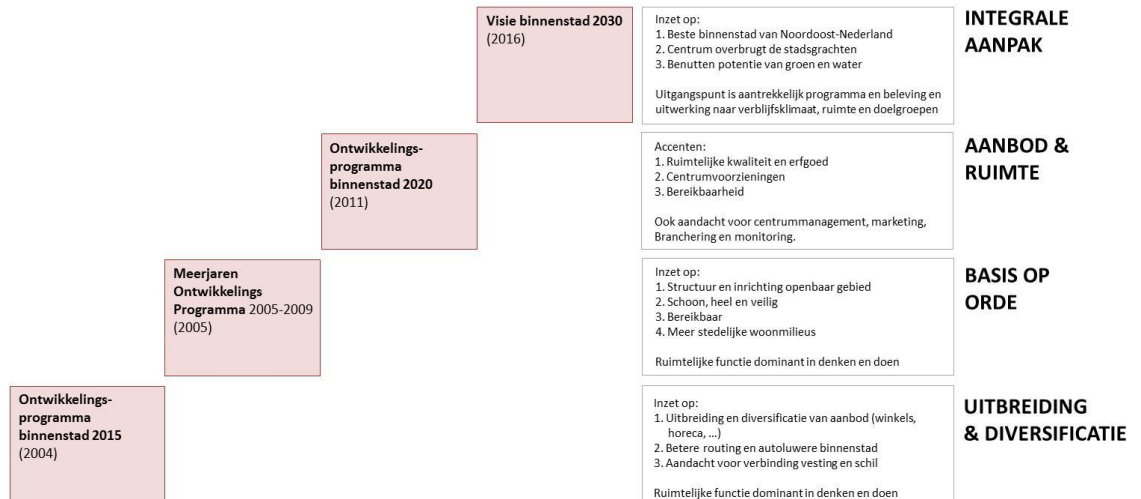 Visie binnenstad 2030
(2016)
Inzet op:
1. Beste binnenstad van Noordoost-Nederland
2. Centrum overbrugt de stadsgrachten
3. Benutten potentie van groen en water
Uitgangspunt is aantrekkelijk programma en beleving en
uitwerking naar verblijfsklimaat, ruimte en doelgroepen
INTEGRALE
AANPAK
Ontwikkelings-
programma
binnenstad 2020
(2011)
Accenten:
1. Ruimtelijke kwaliteit en erfgoed
2. Centrumvoorzieningen
3. Bereikbaarheid
Ook aandacht voor centrummanagement, marketing,
Branchering en monitoring.
AANBOD &
RUIMTE
Meerjaren
Ontwikkelings
Programma 2005-2009
(2005)
Inzet op:
1. Structuur en inrichting openbaar gebied
2. Schoon, heel en veilig
3. Bereikbaar
4. Meer stedelijke woonmilieus
Ruimtelijke functie dominant in denken en doen
BASIS OP
ORDE
Ontwikkelings-
programma
binnenstad 2015
(2004)
Inzet op:
1. Uitbreiding en diversificatie van aanbod (winkels,
horeca, ...)
2. Betere routing en autoluwere binnenstad
3. Aandacht voor verbinding vesting en schil
Ruimtelijke functie dominant in denken en doen
UITBREIDING
& DIVERSIFICATIE